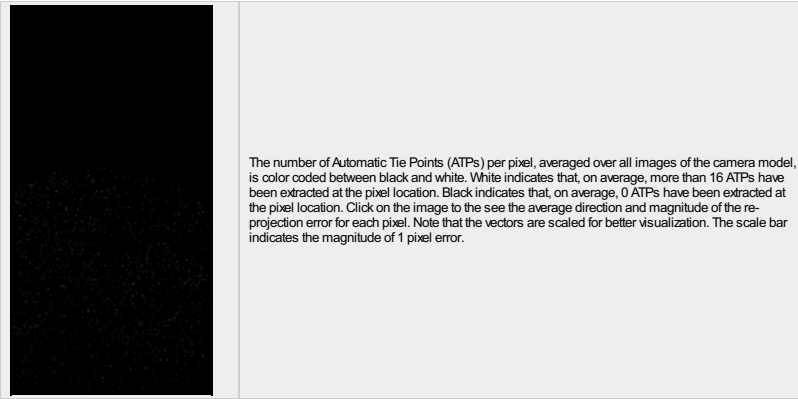 The number of Automatic Tie Points (ATPs) per pixel, averaged over all images of the camera model,
is color coded between black and white. White indicates that, on average, more than 16 ATPs have
been extracted at the pixel location. Black indicates that, on average, 0 ATPs have been extracted at
the pixel location. Click on the image to the see the average direction and magnitude of the re-
projection error for each pixel. Note that the vectors are scaled for better visualization. The scale bar
indicates the magnitude of 1 pixel error.